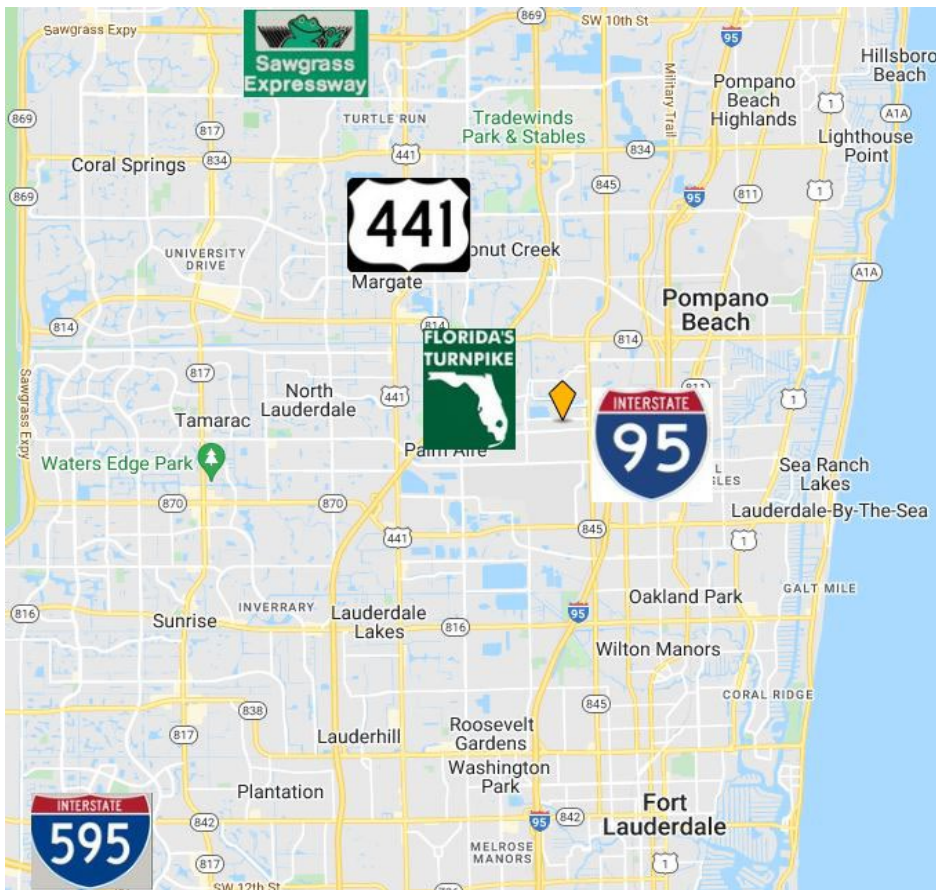 869
SW 10th St
Sawgrass Expy
95
Hillsboro
Beach
Sawgrass
Expressway
Military Trail
Pompano
Beach
Highlands
1
A1A
869
817
TURTLE RUN
Tradewinds
Park & Stables
Lighthouse
Point
834
441
834
Coral Springs
845
869
95
811
1
441
UNIVERSITY
DRIVE
onut Creek
Margate
A1A
Pompano
Beach
814
814
814
FLORIDA'S
TURNPIKE
817
North
Lauderdale
441
811
1
INTERSTATE
95
Sawgrass Expy
Tamarac
Palm Aire
Waters Edge Park
Sea Ranch
Lakes
870
870
Lauderdale-By-The-Sea
441
845
1
GALT MILE
816
INVERRARY
Oakland Park
Sunrise
Lauderdale
Lakes
816
95
Wilton Manors
CORAL RIDGE
838
845
817
Lauderhill
Roosevelt
Gardens
Washington
Park
Plantation
Fort
Lauderdale
INTERSTATE
595
842
95
842
MELROSE
MANORS
817
1
SW 12th St